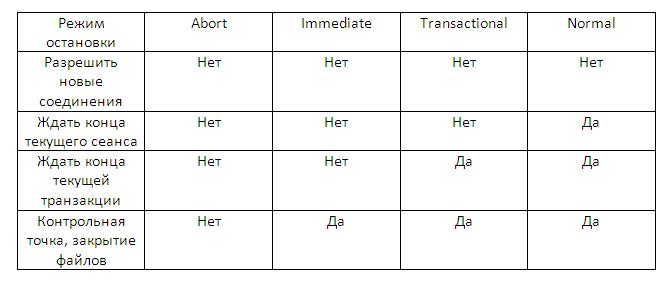 Режим Abort Immediate Transactional Normal
остановки
Разрешить Нет Нет Нет Нет
новые
соединения
Ждать конца Нет Нет Нет Да
текущего сеанса
Ждать конца Нет Нет Да Да
текущей
транзакции
Контрольная Нет Да Да Да
точка, закрытие
файлов